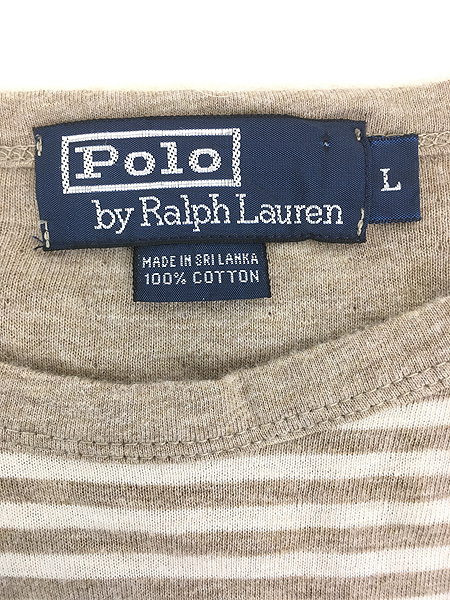 Polo
by Ralph Lauren
L
MADE IN SRI LANKA
100% COTTON